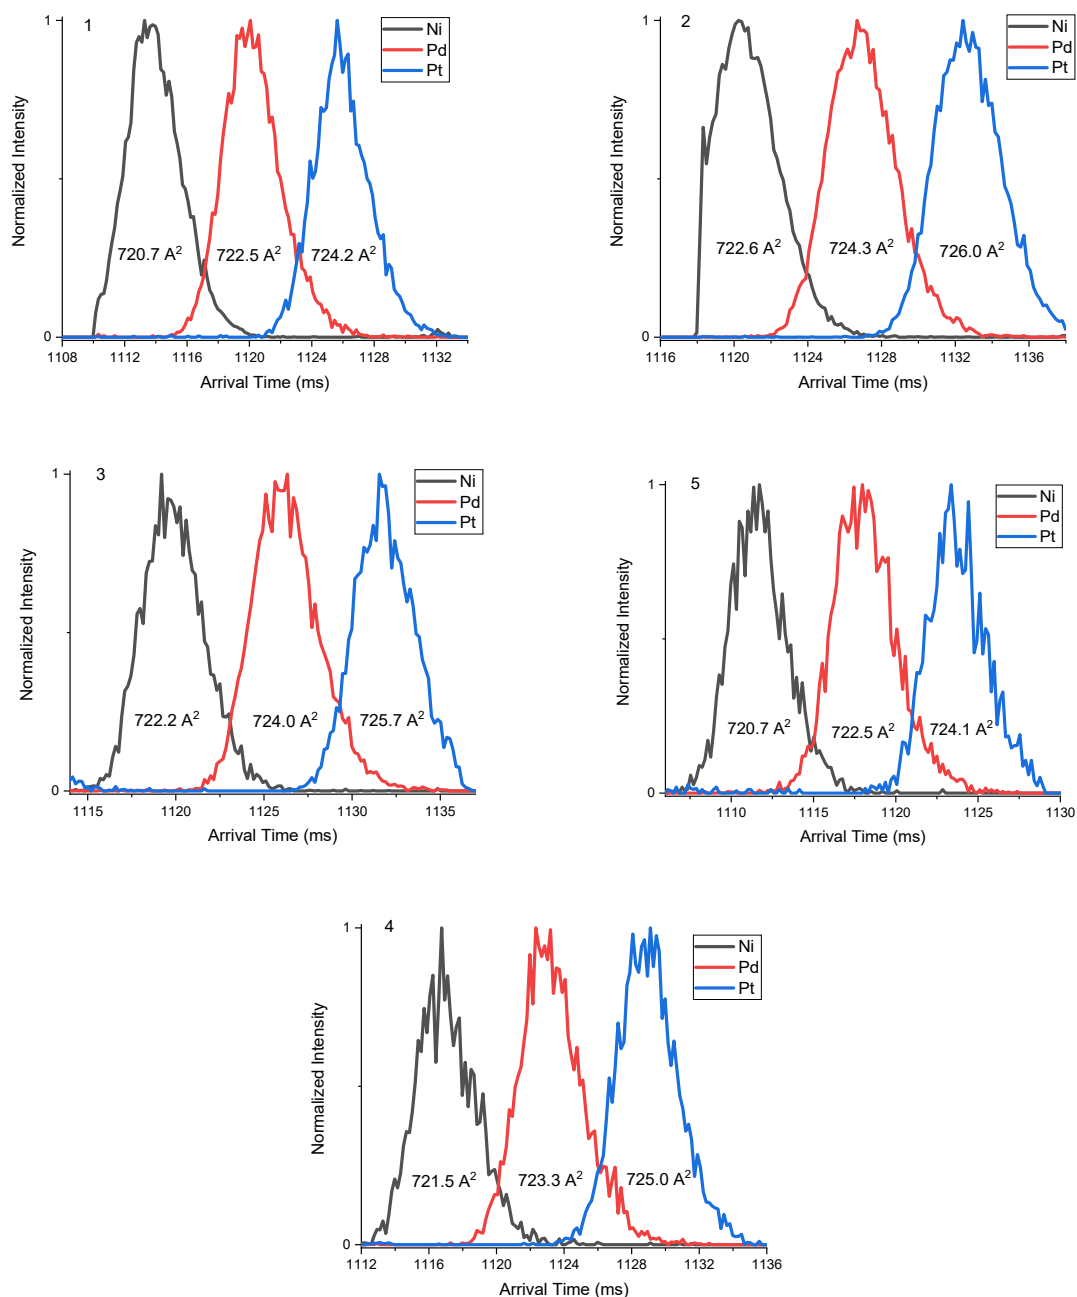 1
1
Ni
Pd
Pt
Normalized Intensity
720.7 A²
722.5 A²
724.2 A²
0
1108 1112 1116 1120 1124 1128 1132
Arrival Time (ms)
1
2
Ni
Pd
Pt
Normalized Intensity
722.6 A²
724.3 A²
726.0 A²
0
1116 1120 1124 1128 1132 1136
Arrival Time (ms)
1
3
Ni
Pd
Pt
Normalized Intensity
722.2 A²
724.0 A²
725.7 A²
0
1115 1120 1125 1130 1135
Arrival Time (ms)
1
5
Ni
Pd
Pt
Normalized Intensity
720.7 A²
722.5 A²
724.1 A²
0
1110 1115 1120 1125 1130
Arrival Time (ms)
1
4
Ni
Pd
Pt
Normalized Intensity
721.5 A²
723.3 A²
725.0 A²
0
1112 1116 1120 1124 1128 1132 1136
Arrival Time (ms)